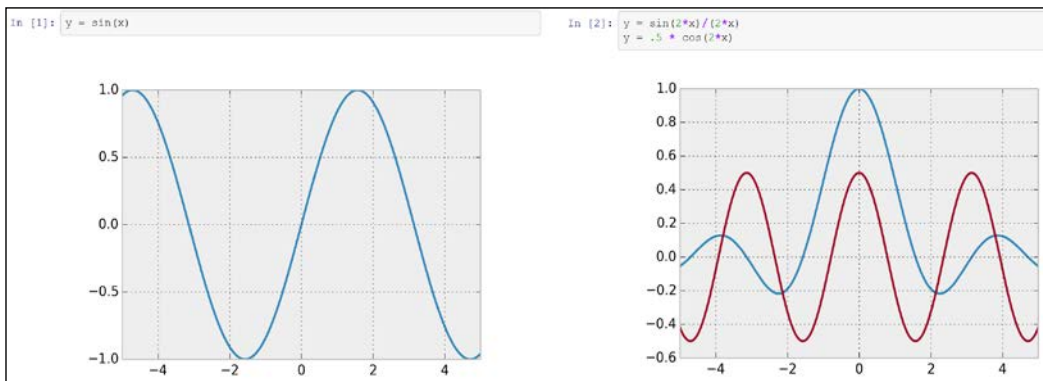 In [1]: y = sin(x)
1.0
0.5
0.0
−0.5
−1.0
−4 −2 0 2 4
In [2]: y = sin(2*x)/(2*x)
y = .5 * cos(2*x)
1.0
0.8
0.6
0.4
0.2
0.0
−0.2
−0.4
−0.6
−4 −2 0 2 4